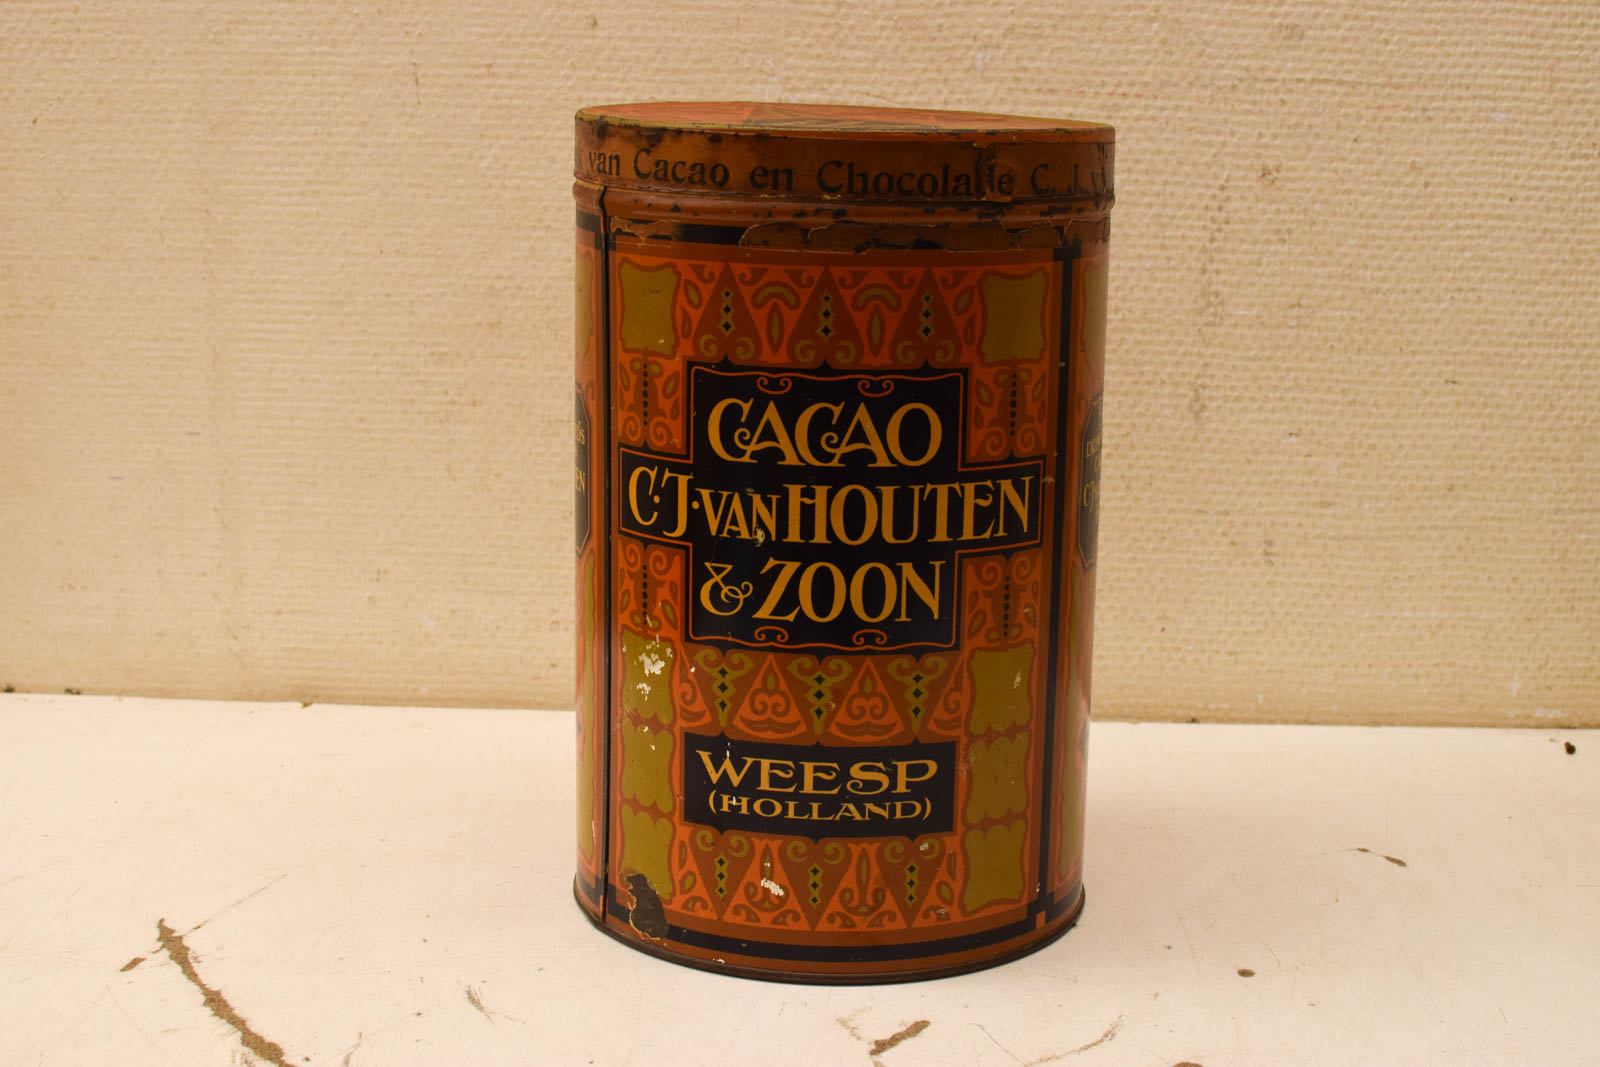 van Cacao en Chocolade C. J. v
CACAO
C·J·VAN HOUTEN
& ZOON
WEESP
(HOLLAND)